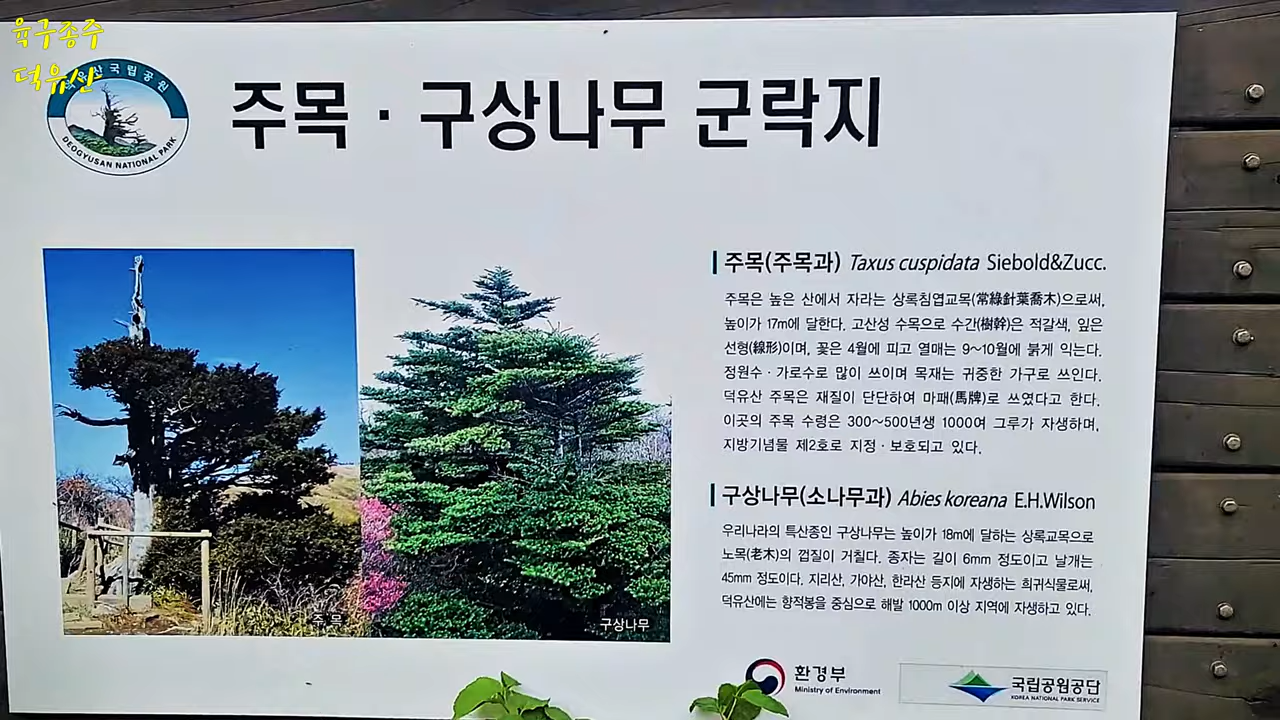 육구종주
덕유산
덕유산국립공원
DEOGYUSAN NATIONAL PARK
주목 · 구상나무 군락지
주목(주목과) Taxus cuspidata Siebold&Zucc.
주목은 높은 산에서 자라는 상록침엽교목(常綠針葉喬木)으로써,
높이가 17m에 달한다. 고산성 수목으로 수간(樹幹)은 적갈색, 잎은
선형(線形)이며, 꽃은 4월에 피고 열매는 9~10월에 붉게 익는다.
정원수 · 가로수로 많이 쓰이며 목재는 귀중한 가구로 쓰인다.
덕유산 주목은 재질이 단단하여 마패(馬牌)로 쓰였다고 한다.
이곳의 주목 수령은 300~500년생 1000여 그루가 자생하며,
지방기념물 제2호로 지정 · 보호되고 있다.
구상나무(소나무과) Abies koreana E.H.Wilson
우리나라의 특산종인 구상나무는 높이가 18m에 달하는 상록교목으로
노목(老木)의 껍질이 거칠다. 종자는 길이 6mm 정도이고 날개는
45mm 정도이다. 지리산, 가야산, 한라산 등지에 자생하는 희귀식물로써,
덕유산에는 향적봉을 중심으로 해발 1000m 이상 지역에 자생하고 있다.
주 목
구상나무
환경부
Ministry of Environment
국립공원공단
KOREA NATIONAL PARK SERVICE